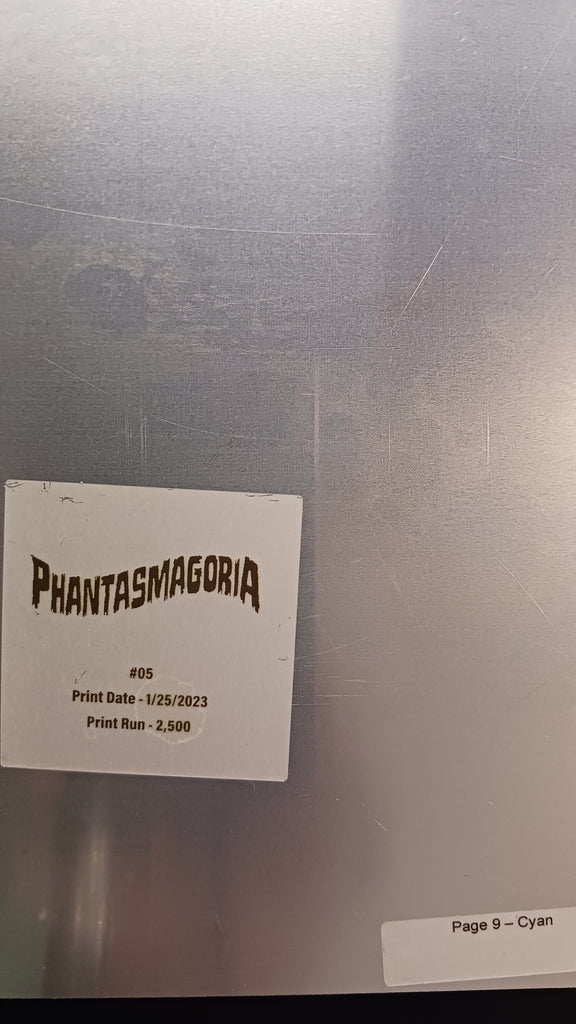 PHANTASMAGORIA
#05
Print Date - 1/25/2023
Print Run - 2,500
Page 9 – Cyan